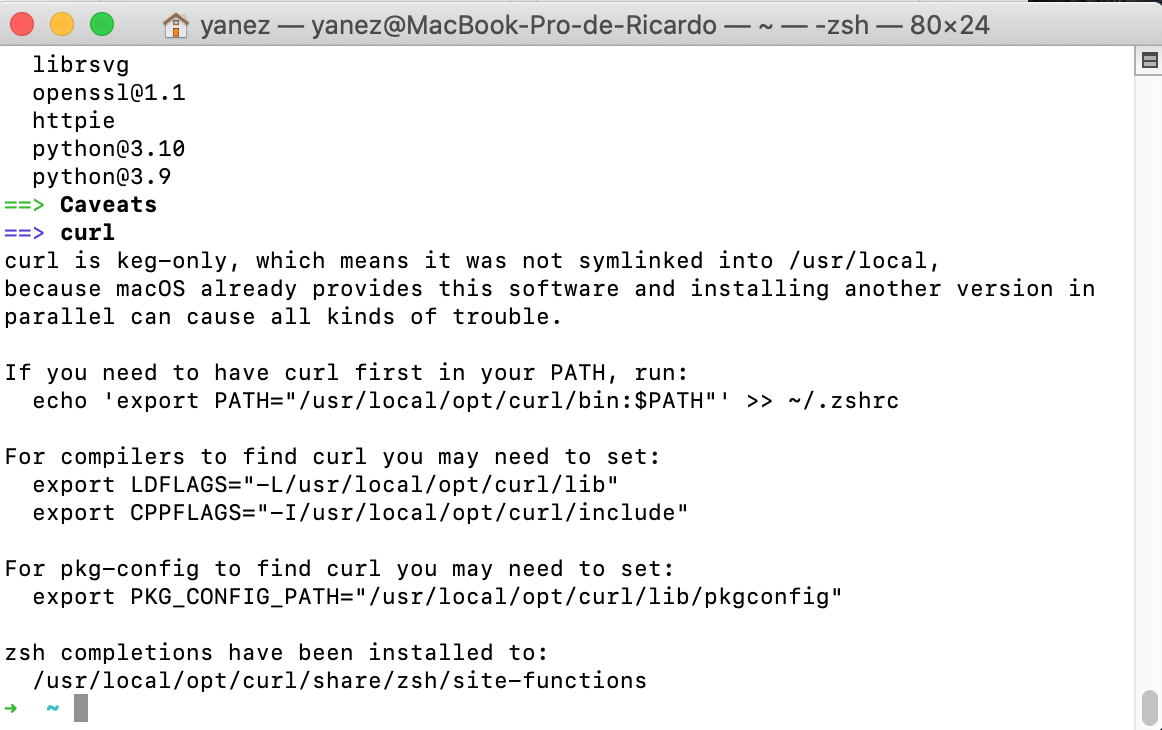 yanez — yanez@MacBook-Pro-de-Ricardo — ~ — -zsh — 80×24
librsvg
openssl@1.1
httpie
python@3.10
python@3.9
==> Caveats
==> curl
curl is keg-only, which means it was not symlinked into /usr/local,
because macOS already provides this software and installing another version in
parallel can cause all kinds of trouble.
If you need to have curl first in your PATH, run:
echo 'export PATH="/usr/local/opt/curl/bin:$PATH"' >> ~/.zshrc
For compilers to find curl you may need to set:
export LDFLAGS="-L/usr/local/opt/curl/lib"
export CPPFLAGS="-I/usr/local/opt/curl/include"
For pkg-config to find curl you may need to set:
export PKG_CONFIG_PATH="/usr/local/opt/curl/lib/pkgconfig"
zsh completions have been installed to:
/usr/local/opt/curl/share/zsh/site-functions
➜ ~